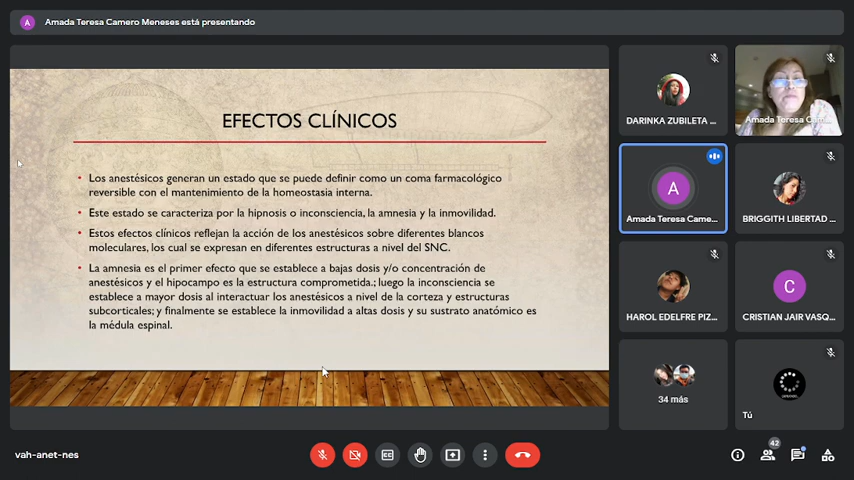 A Amada Teresa Camero Meneses está presentando
EFECTOS CLÍNICOS
• Los anestésicos generan un estado que se puede definir como un coma farmacológico
reversible con el mantenimiento de la homeostasia interna.
• Este estado se caracteriza por la hipnosis o inconsciencia, la amnesia y la inmovilidad.
• Estos efectos clínicos reflejan la acción de los anestésicos sobre diferentes blancos
moleculares, los cual se expresan en diferentes estructuras a nivel del SNC.
• La amnesia es el primer efecto que se establece a bajas dosis y/o concentración de
anestésicos y el hipocampo es la estructura comprometida.; luego la inconsciencia se
establece a mayor dosis al interactuar los anestésicos a nivel de la corteza y estructuras
subcorticales; y finalmente se establece la inmovilidad a altas dosis y su sustrato anatómico es
la médula espinal.
DARINKA ZUBILETA ...
Amada Teresa Cam...
A
Amada Teresa Came...
BRIGGITH LIBERTAD ...
HAROL EDELFRE PIZ...
C
CRISTIAN JAIR VASQ...
34 más
Tú
vah-anet-nes
42